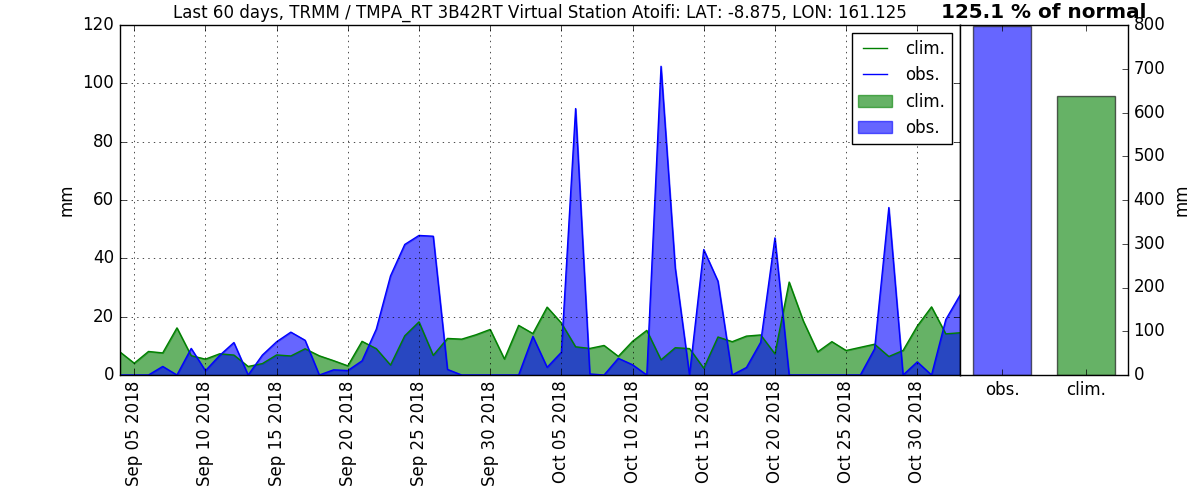 Last 60 days, TRMM / TMPA_RT 3B42RT Virtual Station Atoifi: LAT: -8.875, LON: 161.125
125.1 % of normal
120
100
80
60
40
20
0
mm
clim.
obs.
clim.
obs.
800
700
600
500
400
300
200
100
0
mm
Sep 05 2018
Sep 10 2018
Sep 15 2018
Sep 20 2018
Sep 25 2018
Sep 30 2018
Oct 05 2018
Oct 10 2018
Oct 15 2018
Oct 20 2018
Oct 25 2018
Oct 30 2018
obs.
clim.